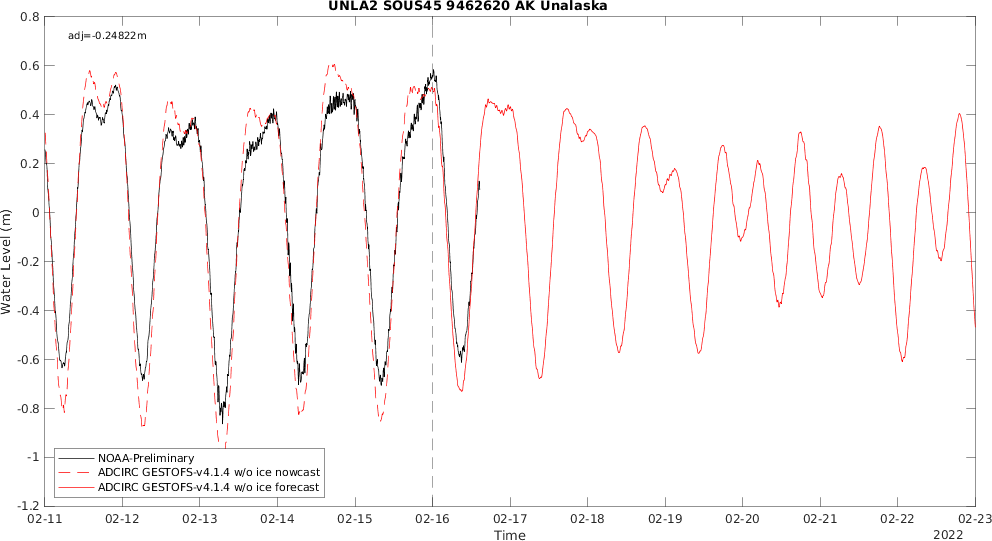 UNLA2 SOUS45 9462620 AK Unalaska
adj=-0.24822m
Water Level (m)
0.8
0.6
0.4
0.2
0
-0.2
-0.4
-0.6
-0.8
-1
-1.2
NOAA-Preliminary
ADCIRC GESTOFS-v4.1.4 w/o ice nowcast
ADCIRC GESTOFS-v4.1.4 w/o ice forecast
02-11 02-12 02-13 02-14 02-15 02-16 02-17 02-18 02-19 02-20 02-21 02-22 02-23
Time
2022